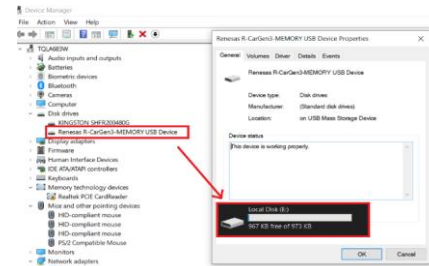 Device Manager
File Action View Help
TQLA683W
Audio inputs and outputs
Batteries
Biometric devices
Bluetooth
Cameras
Computer
Disk drives
KINGSTON SHFR200480G
Renesas R-CarGen3-MEMORY USB Device
Display adapters
Firmware
Human Interface Devices
IDE ATA/ATAPI controllers
Keyboards
Memory technology devices
Realtek PCIE CardReader
Mice and other pointing devices
HID-compliant mouse
HID-compliant mouse
HID-compliant mouse
PS/2 Compatible Mouse
Monitors
Network adapters
Renesas R-CarGen3-MEMORY USB Device Properties
General Volumes Driver Details Events
Renesas R-CarGen3-MEMORY USB Device
Device type: Disk drives
Manufacturer: (Standard disk drives)
Location: on USB Mass Storage Device
Device status
This device is working properly.
Local Disk (E:)
967 KB free of 973 KB
OK Cancel